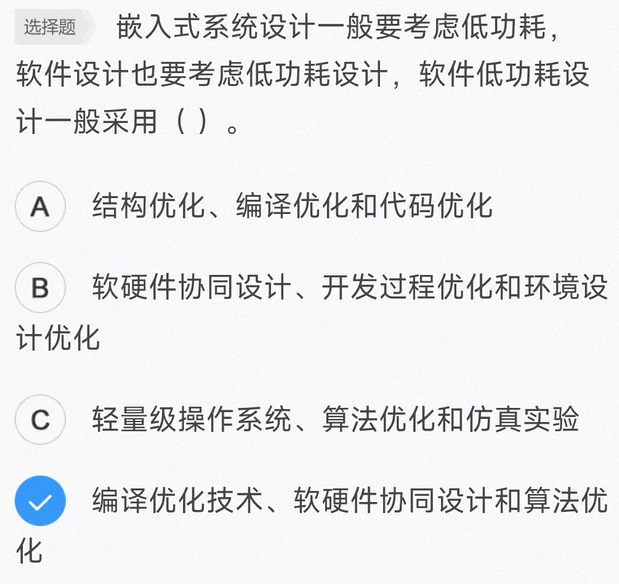 选择题 嵌入式系统设计一般要考虑低功耗，
软件设计也要考虑低功耗设计，软件低功耗设
计一般采用（ ）。
A 结构优化、编译优化和代码优化
B 软硬件协同设计、开发过程优化和环境设
计优化
C 轻量级操作系统、算法优化和仿真实验
编译优化技术、软硬件协同设计和算法优
化